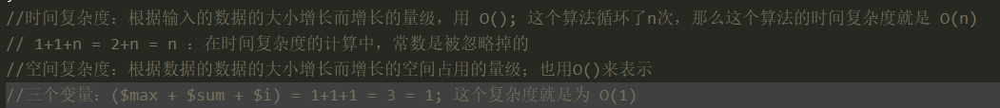 //时间复杂度: 根据输入的数据的大小增长而增长的量级，用 O(); 这个算法循环了n次，那么这个算法的时间复杂度就是 O(n)
// 1+1+n = 2+n = n : 在时间复杂度的计算中，常数是被忽略掉的
//空间复杂度: 根据数据的数据的大小增长而增长的空间占用的量级; 也用O()来表示
//三个变量: ($max + $sum + $i) = 1+1+1 = 3 = 1; 这个复杂度就是为 O(1)